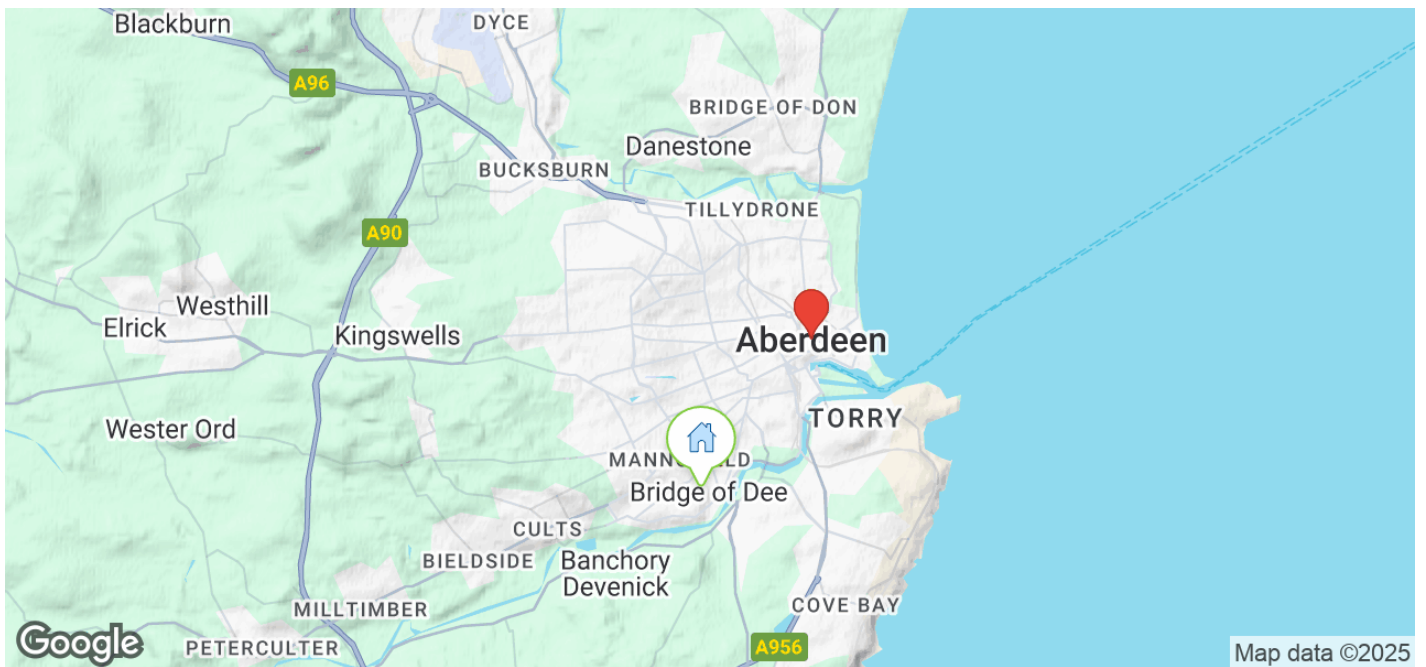 Blackburn
DYCE
A96
BRIDGE OF DON
Danestone
BUCKSBURN
TILLYDRONE
A90
Westhill
Elrick
Kingswells
Aberdeen
Wester Ord
TORRY
Bridge of Dee
CULTS
BIELDSIDE
Banchory
Devenick
MILLTIMBER
COVE BAY
PETERCULTER
A956
Google
Map data ©2025